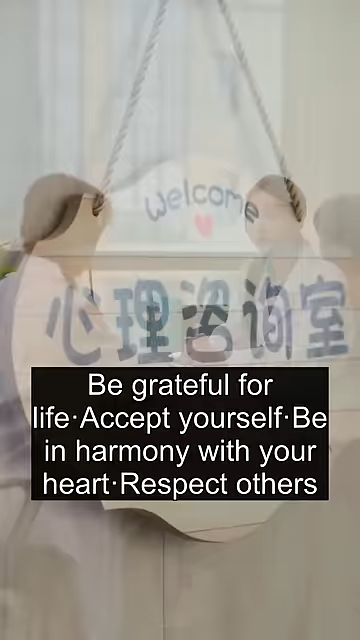 Welcome
心理咨询室
Be grateful for
life·Accept yourself·Be
in harmony with your
heart·Respect others